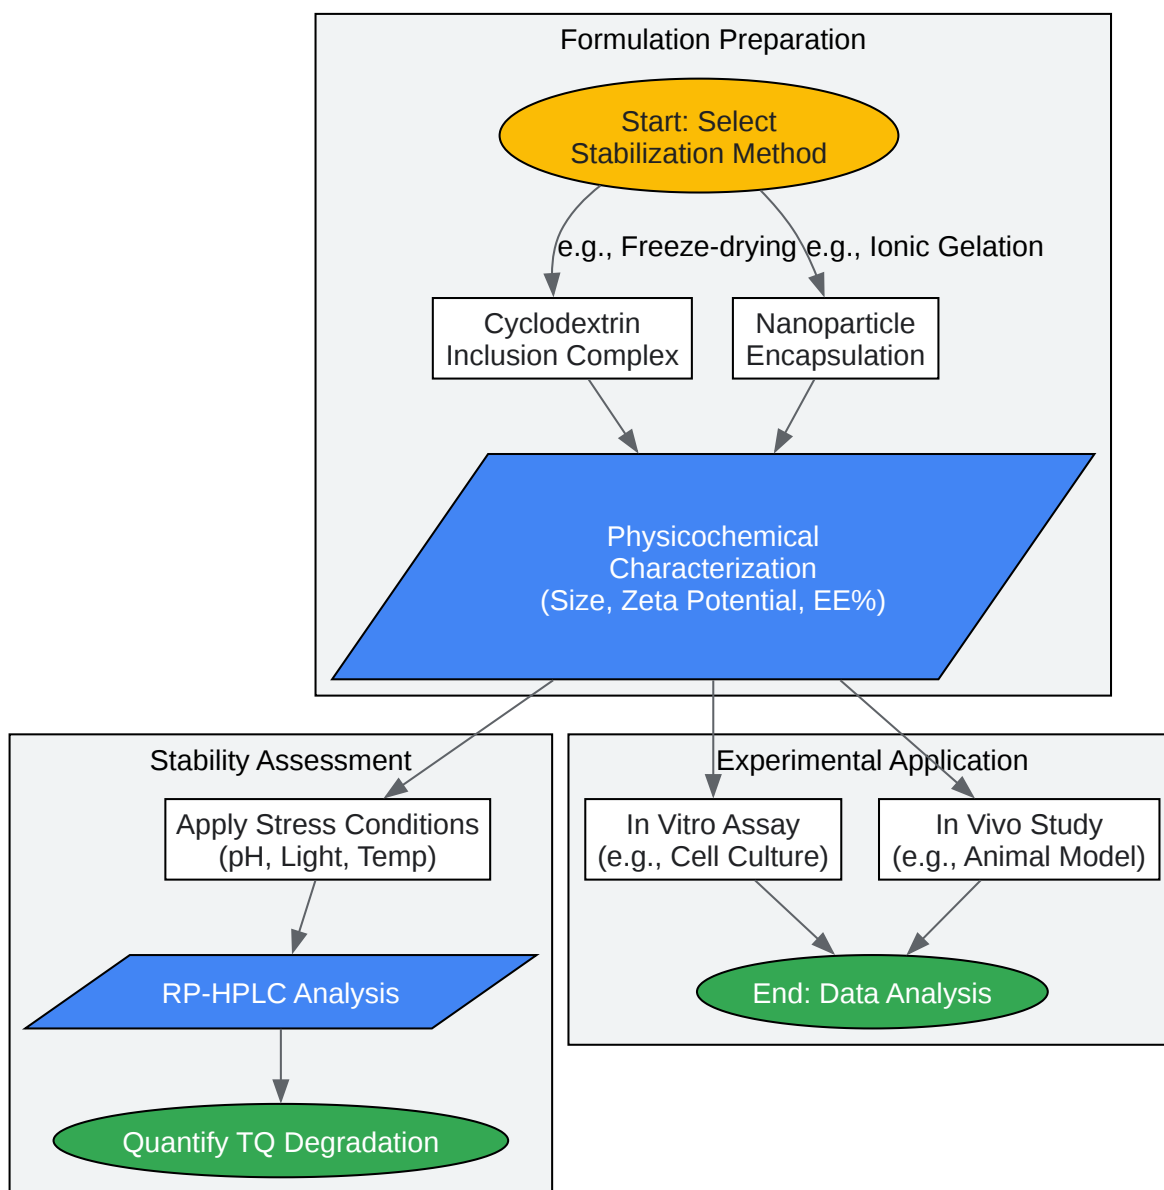 Formulation Preparation
Start: Select
Stabilization Method
e.g., Freeze-drying
e.g., Ionic Gelation
Cyclodextrin
Inclusion Complex
Nanoparticle
Encapsulation
Physicochemical
Characterization
(Size, Zeta Potential, EE%)
Stability Assessment
Apply Stress Conditions
(pH, Light, Temp)
RP-HPLC Analysis
Quantify TQ Degradation
Experimental Application
In Vitro Assay
(e.g., Cell Culture)
In Vivo Study
(e.g., Animal Model)
End: Data Analysis